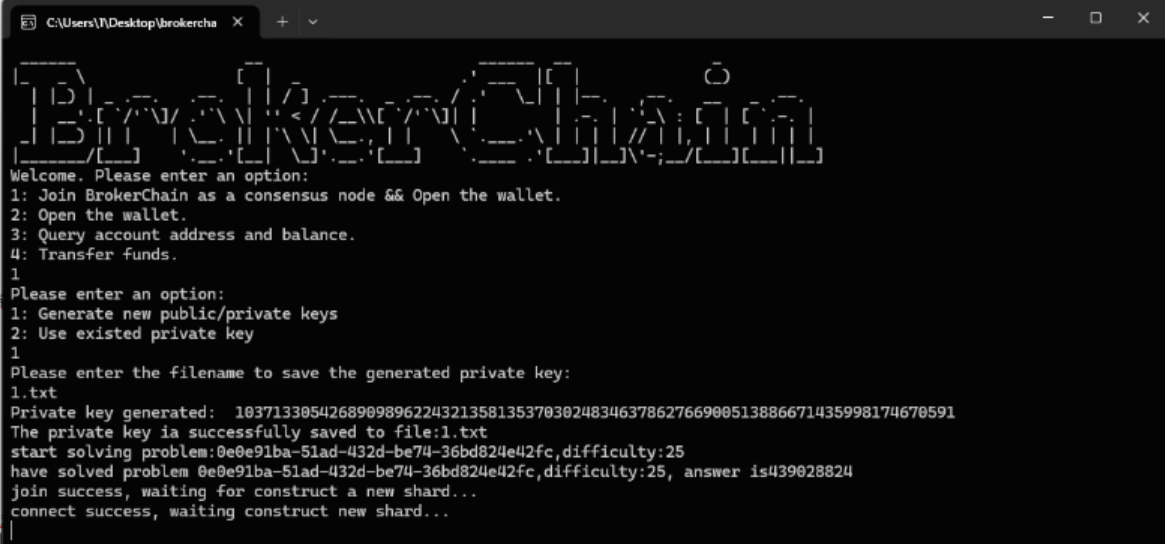 C:\Users\1\Desktop\brokercha
BrokerChain
Welcome. Please enter an option:
1: Join BrokerChain as a consensus node && Open the wallet.
2: Open the wallet.
3: Query account address and balance.
4: Transfer funds.
1
Please enter an option:
1: Generate new public/private keys
2: Use existed private key
1
Please enter the filename to save the generated private key:
1.txt
Private key generated:  103713305426890989622432135813537030248346378627669005138866714359981746705​91
The private key ia successfully saved to file:1.txt
start solving problem:0e0e91ba-51ad-432d-be74-36bd824e42fc,difficulty:25
have solved problem 0e0e91ba-51ad-432d-be74-36bd824e42fc,difficulty:25, answer is439028824
join success, waiting for construct a new shard...
connect success, waiting construct new shard...